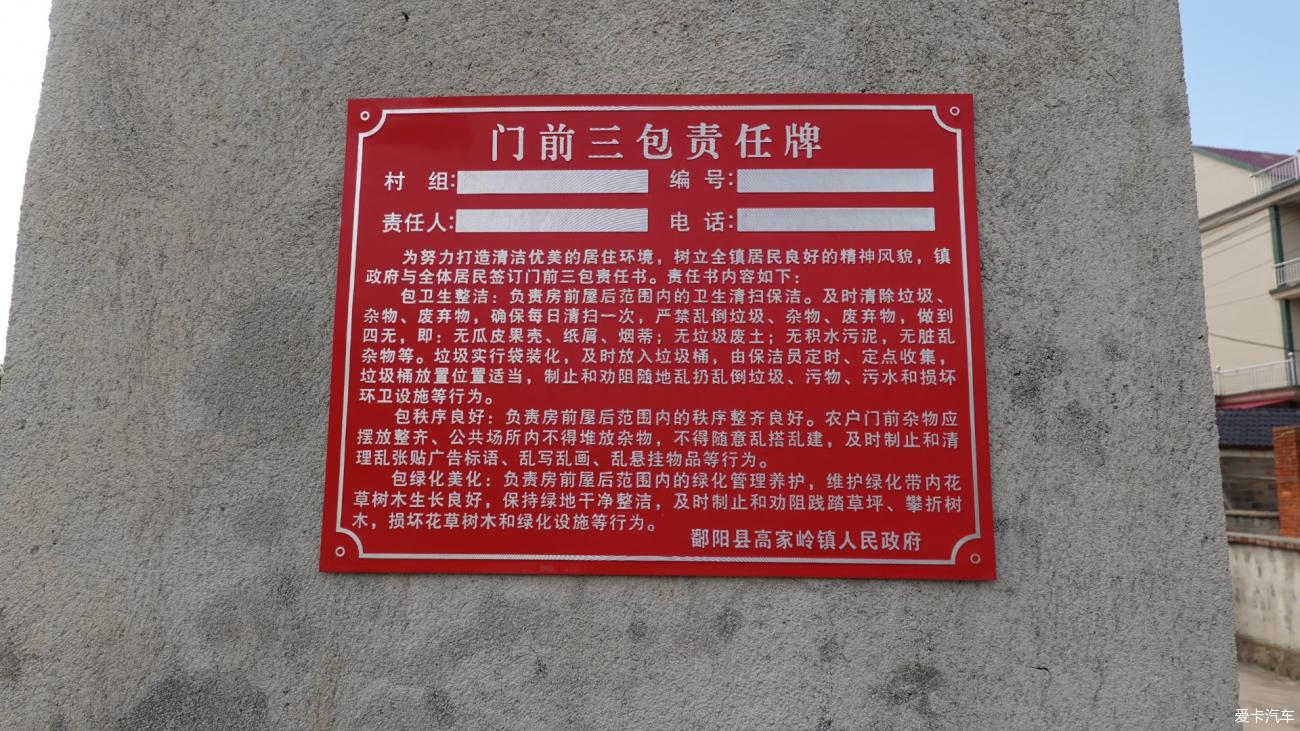 门前三包责任牌
村 组: 编 号:
责任人: 电 话:
为努力打造清洁优美的居住环境，树立全镇居民良好的精神风貌，镇
政府与全体居民签订门前三包责任书。责任书内容如下：
包卫生整洁：负责房前屋后范围内的卫生清扫保洁。及时清除垃圾、
杂物、废弃物，确保每日清扫一次，严禁乱倒垃圾、杂物、废弃物，做到
四无，即：无瓜皮果壳、纸屑、烟蒂；无垃圾废土；无积水污泥，无脏乱
杂物等。垃圾实行袋装化，及时放入垃圾桶，由保洁员定时、定点收集，
垃圾桶放置位置适当，制止和劝阻随地乱扔乱倒垃圾、污物、污水和损坏
环卫设施等行为。
包秩序良好：负责房前屋后范围内的秩序整齐良好。农户门前杂物应
摆放整齐、公共场所内不得堆放杂物，不得随意乱搭乱建，及时制止和清
理乱张贴广告标语、乱写乱画、乱悬挂物品等行为。
包绿化美化：负责房前屋后范围内的绿化管理养护，维护绿化带内花
草树木生长良好，保持绿地干净整洁，及时制止和劝阻践踏草坪、攀折树
木，损坏花草树木和绿化设施等行为。
鄱阳县高家岭镇人民政府
爱卡汽车